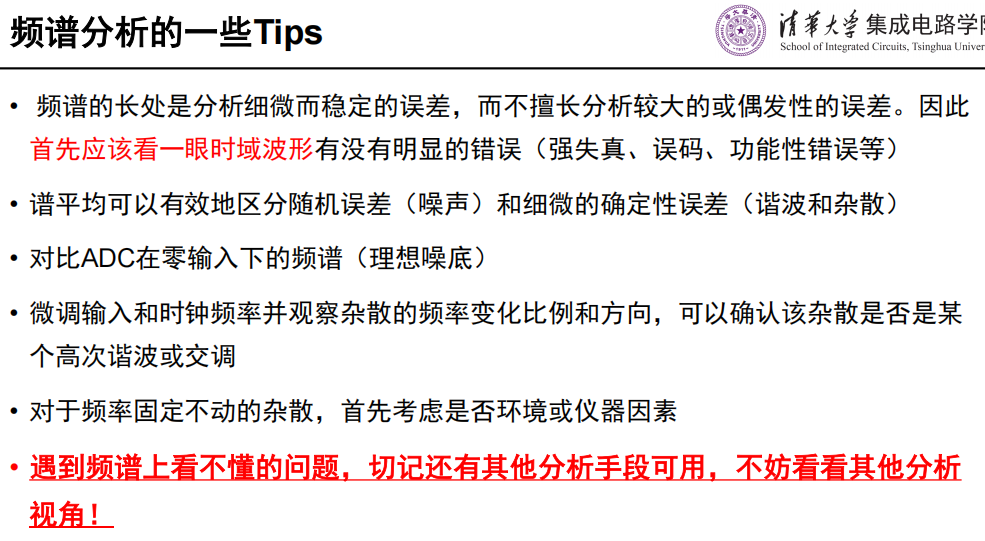 频谱分析的一些Tips
清华大学 集成电路学院
School of Integrated Circuits, Tsinghua Univer
• 频谱的长处是分析细微而稳定的误差，而不擅长分析较大的或偶发性的误差。因此
首先应该看一眼时域波形有没有明显的错误（强失真、误码、功能性错误等）
• 谱平均可以有效地区分随机误差（噪声）和细微的确定性误差（谐波和杂散）
• 对比ADC在零输入下的频谱（理想噪底）
• 微调输入和时钟频率并观察杂散的频率变化比例和方向，可以确认该杂散是否是某
个高次谐波或交调
• 对于频率固定不动的杂散，首先考虑是否环境或仪器因素
• 遇到频谱上看不懂的问题，切记还有其他分析手段可用，不妨看看其他分析
视角！